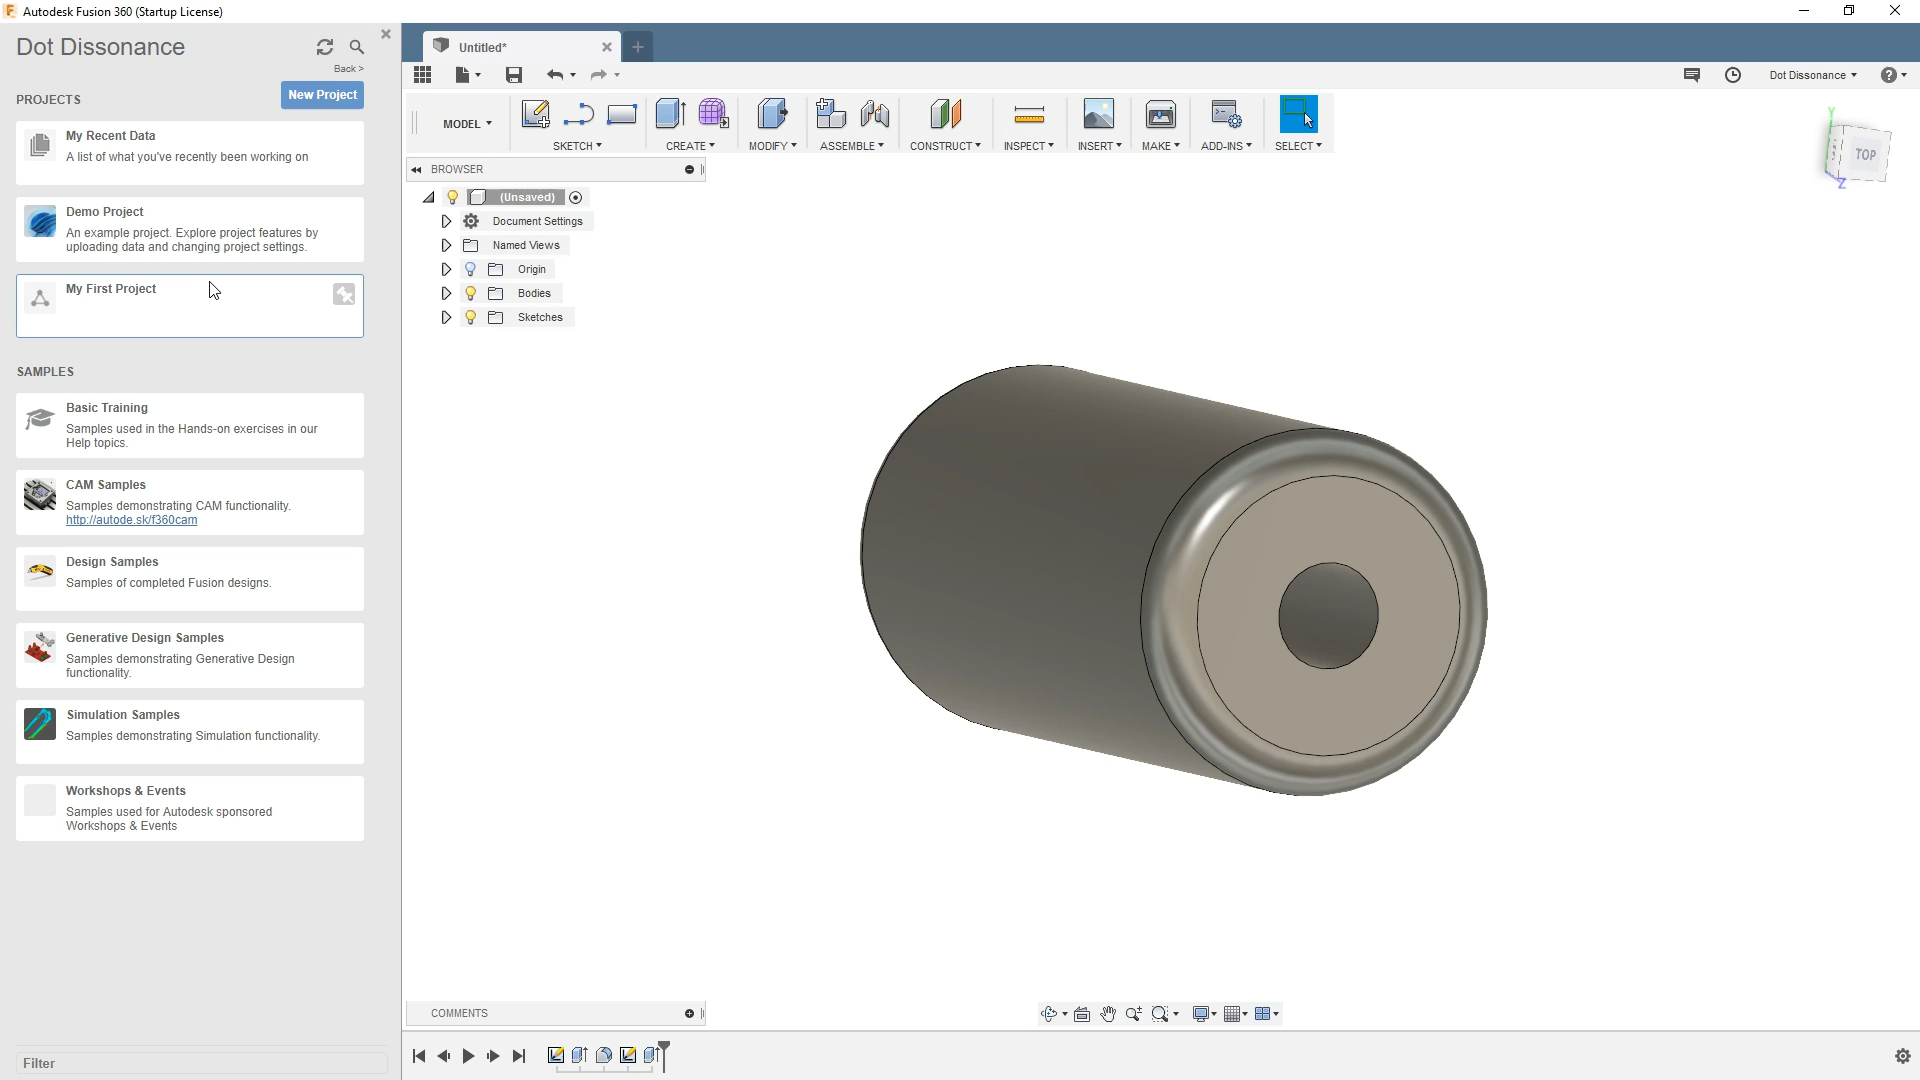 Autodesk Fusion 360 (Startup License)
Dot Dissonance
Back >
PROJECTS
New Project
My Recent Data
A list of what you've recently been working on
Demo Project
An example project. Explore project features by
uploading data and changing project settings.
My First Project
SAMPLES
Basic Training
Samples used in the Hands-on exercises in our
Help topics.
CAM Samples
Samples demonstrating CAM functionality.
http://autode.sk/f360cam
Design Samples
Samples of completed Fusion designs.
Generative Design Samples
Samples demonstrating Generative Design
functionality.
Simulation Samples
Samples demonstrating Simulation functionality.
Workshops & Events
Samples used for Autodesk sponsored
Workshops & Events
Filter
Untitled*
Dot Dissonance
MODEL
SKETCH
CREATE
MODIFY
ASSEMBLE
CONSTRUCT
INSPECT
INSERT
MAKE
ADD-INS
SELECT
BROWSER
(Unsaved)
Document Settings
Named Views
Origin
Bodies
Sketches
Y
TOP
Z
COMMENTS